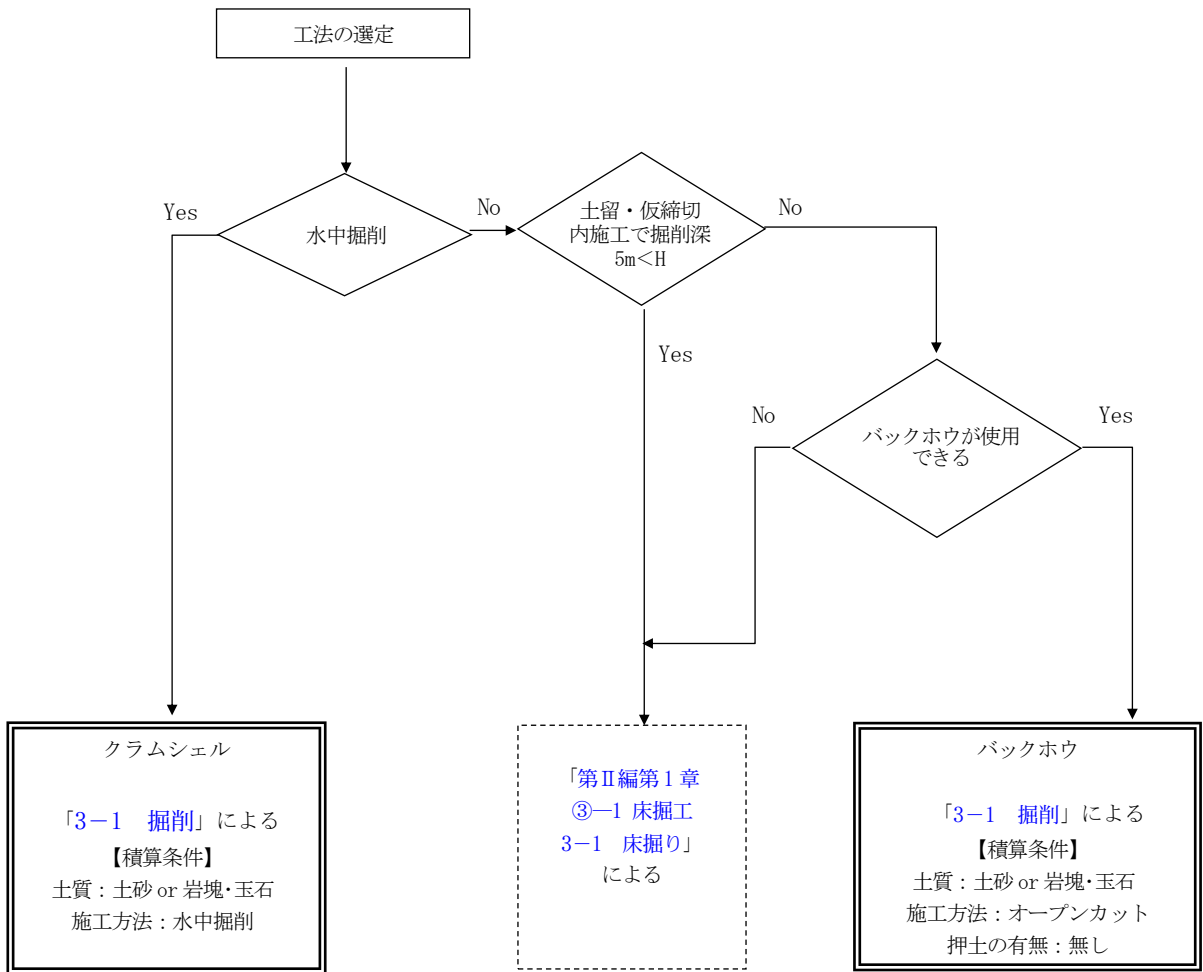 工法の選定
Yes
水中掘削
No
土留・仮締切
内施工で掘削深
5m＜H
No
Yes
No
バックホウが使用
できる
Yes
クラムシェル
「3－1　掘削」による
【積算条件】
土質：土砂 or 岩塊・玉石
施工方法：水中掘削
「第Ⅱ編第１章
③―1 床掘工
3－1　床掘り」
による
バックホウ
「3－1　掘削」による
【積算条件】
土質：土砂 or 岩塊・玉石
施工方法：オープンカット
押土の有無：無し